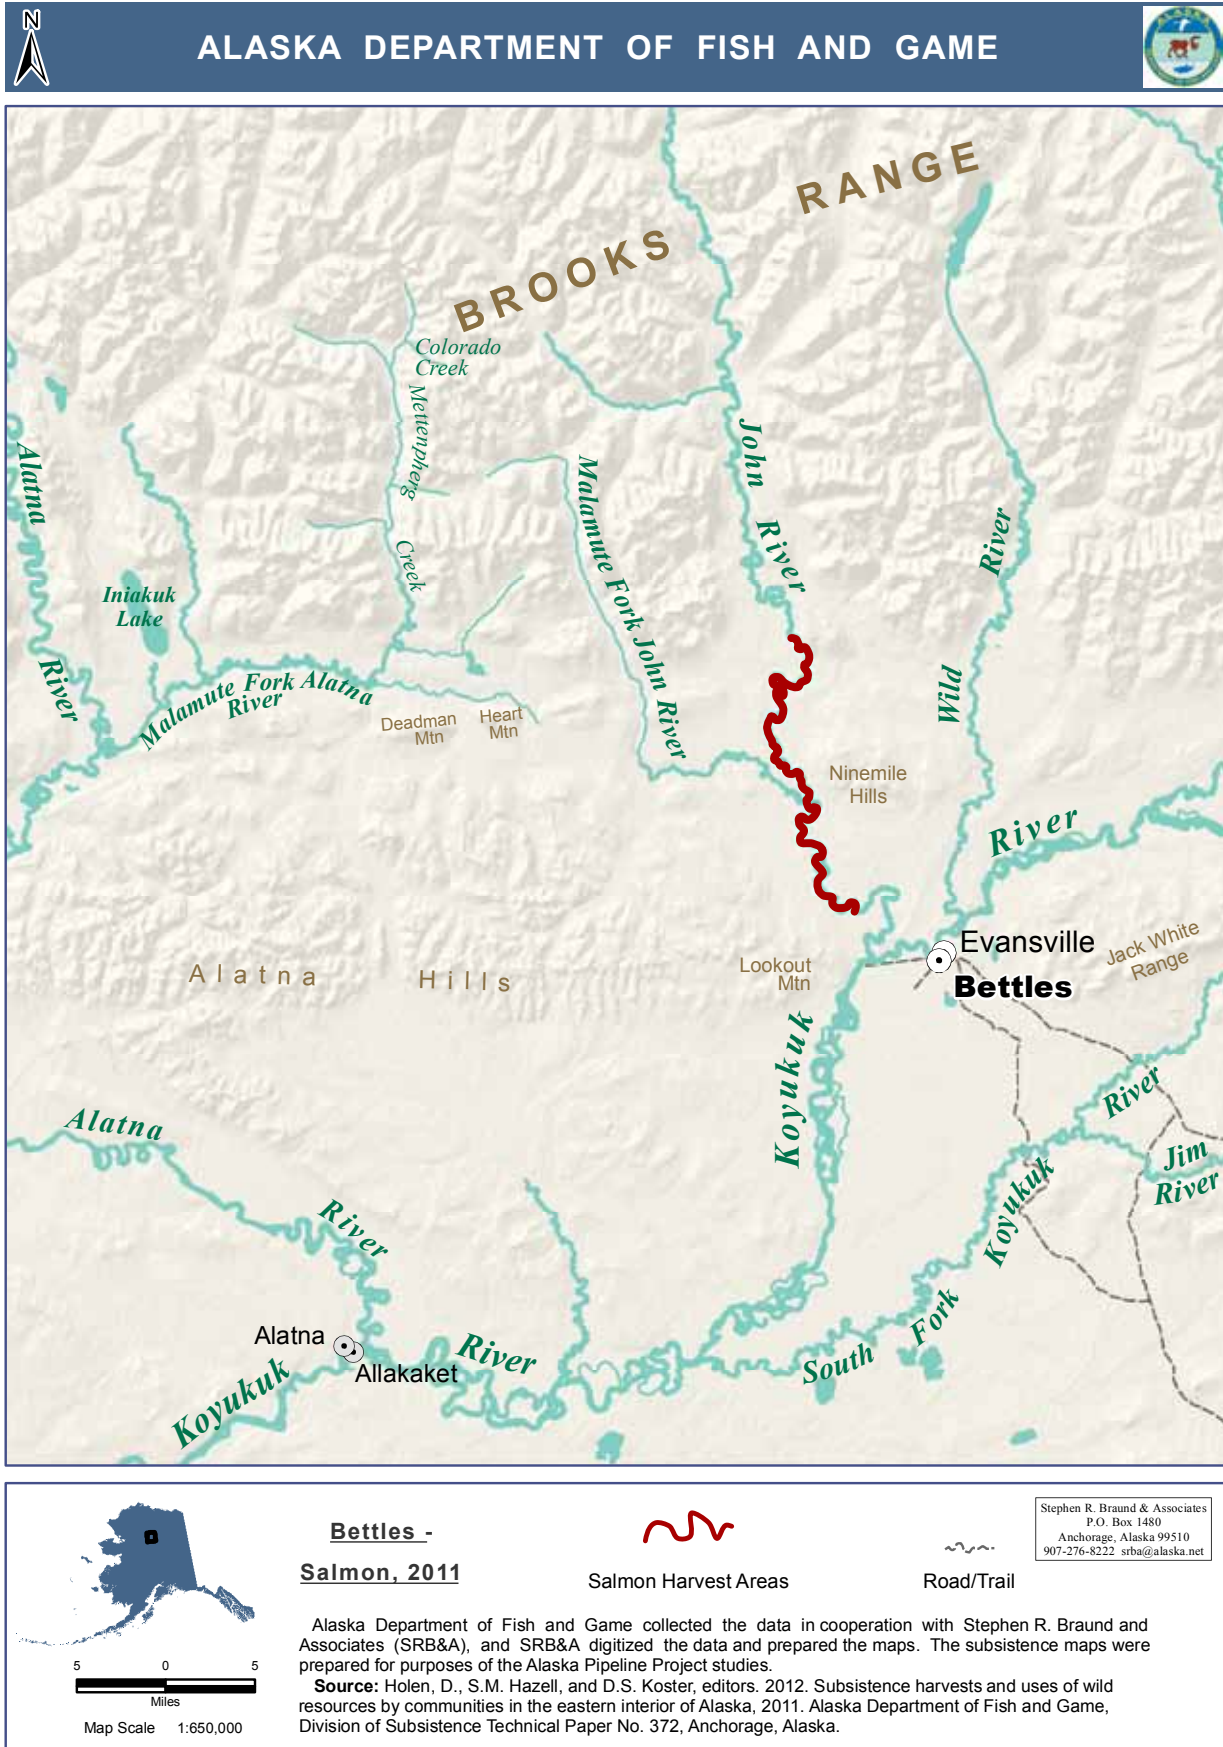 N
ALASKA DEPARTMENT OF FISH AND GAME
ALASKA
BROOKS RANGE
Colorado
Creek
Mettenpherg
Creek
Alatna
River
Iniakuk
Lake
Malamute Fork Alatna
River
Deadman
Mtn
Heart
Mtn
Malamute Fork John River
John
River
Wild
River
Ninemile
Hills
River
Evansville
Bettles
Jack White
Range
Lookout
Mtn
Alatna Hills
Koyukuk
Alatna
River
River
Jim
River
Koyukuk
Fork
South
Alatna
Allakaket
River
Koyukuk
Bettles -
Salmon, 2011
Salmon Harvest Areas
Road/Trail
Stephen R. Braund & Associates
P.O. Box 1480
Anchorage, Alaska 99510
907-276-8222 srba@alaska.net
5 0 5
Miles
Map Scale 1:650,000
Alaska Department of Fish and Game collected the data in cooperation with Stephen R. Braund and
Associates (SRB&A), and SRB&A digitized the data and prepared the maps. The subsistence maps were
prepared for purposes of the Alaska Pipeline Project studies.
Source: Holen, D., S.M. Hazell, and D.S. Koster, editors. 2012. Subsistence harvests and uses of wild
resources by communities in the eastern interior of Alaska, 2011. Alaska Department of Fish and Game,
Division of Subsistence Technical Paper No. 372, Anchorage, Alaska.